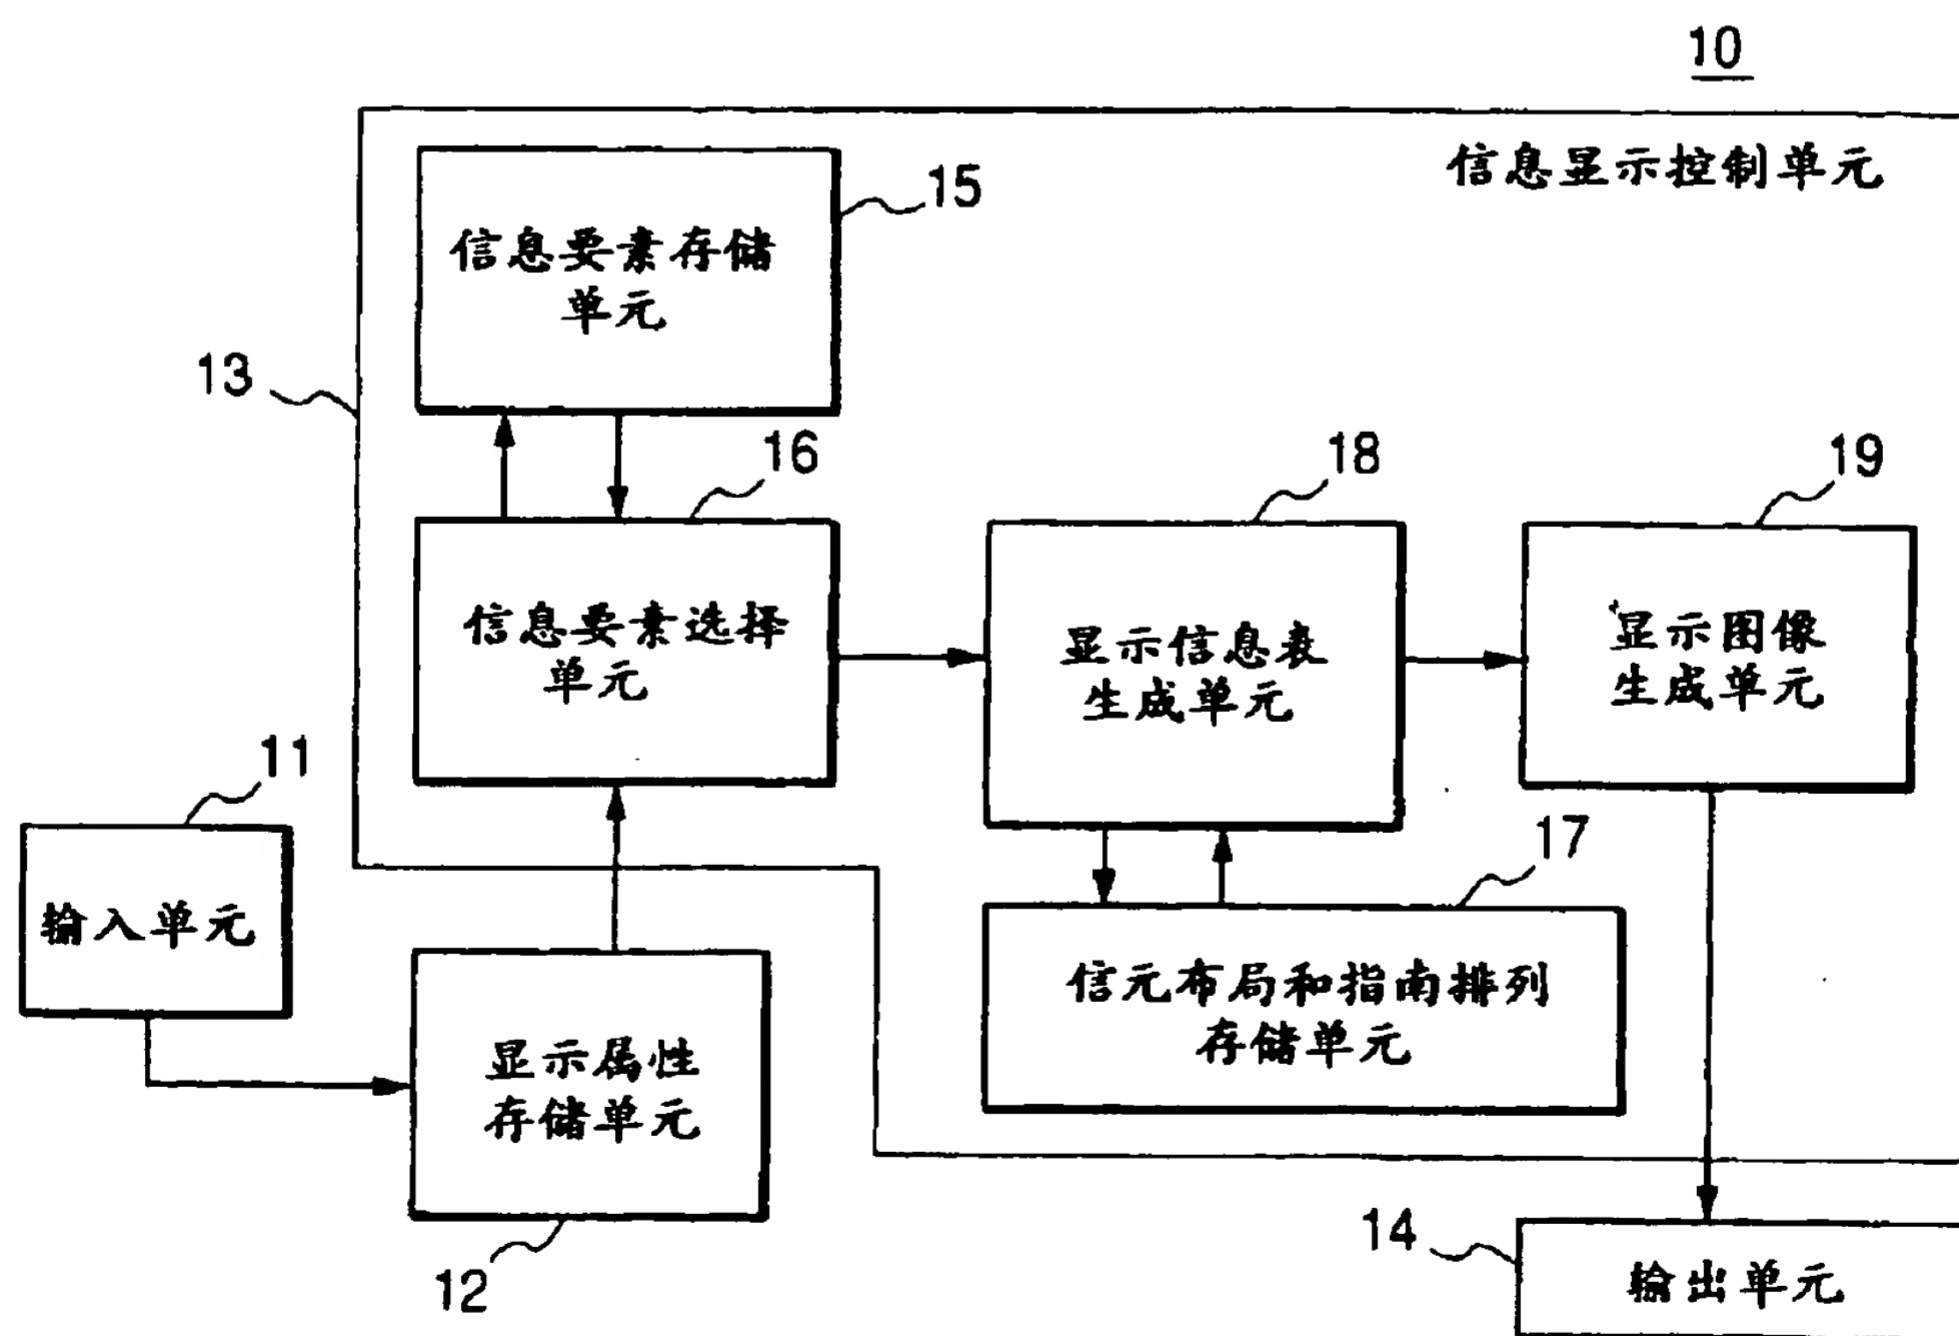 10
信息显示控制单元
15
信息要素存储
单元
13
16
18
19
信息要素选择
单元
显示信息表
生成单元
显示图像
生成单元
11
17
输入单元
信元布局和指南排列
存储单元
显示属性
存储单元
14
12
输出单元